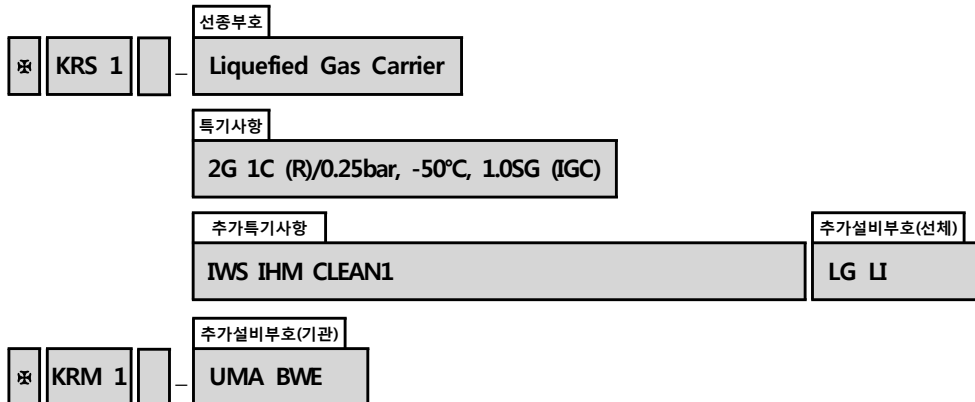 선종부호
✠ KRS 1 – Liquefied Gas Carrier
특기사항
2G 1C (R)/0.25bar, -50℃, 1.0SG (IGC)
추가특기사항 추가설비부호(선체)
IWS IHM CLEAN1 LG LI
추가설비부호(기관)
✠ KRM 1 – UMA BWE